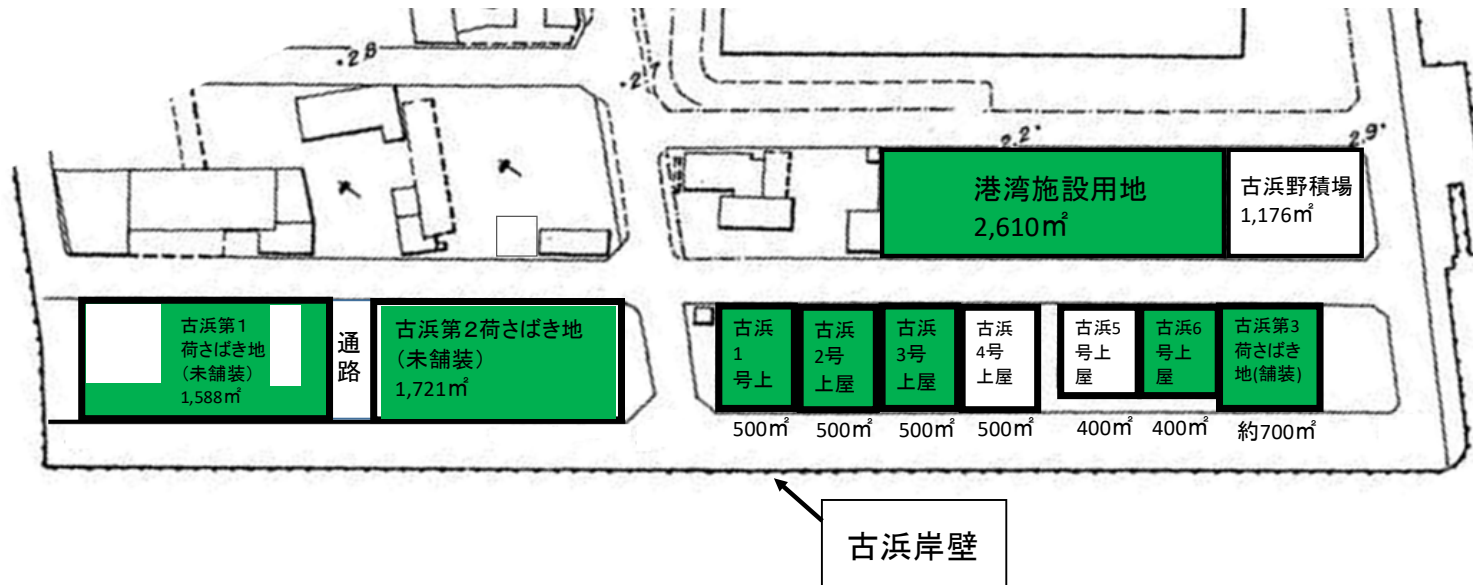 .28
.27
2.2
2.9
港湾施設用地
2,610㎡
古浜野積場
1,176㎡
古浜第1
荷さばき地
(未舗装)
1,588㎡
通
路
古浜第２荷さばき地
(未舗装)
1,721㎡
古浜
1
号上
古浜
2号
上屋
古浜
3号
上屋
古浜
4号
上屋
古浜5
号上
屋
古浜6
号上
屋
古浜第3
荷さばき
地(舗装)
500㎡
500㎡
500㎡
500㎡
400㎡
400㎡
約700㎡
古浜岸壁